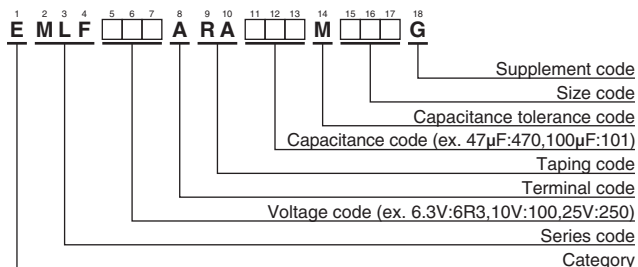 1 2 3 4 5 6 7 8 9 10 11 12 13 14 15 16 17 18
E M L F □□□ A R A □□□ M □□□ G
Supplement code
Size code
Capacitance tolerance code
Capacitance code (ex. 47µF:470,100µF:101)
Taping code
Terminal code
Voltage code (ex. 6.3V:6R3,10V:100,25V:250)
Series code
Category